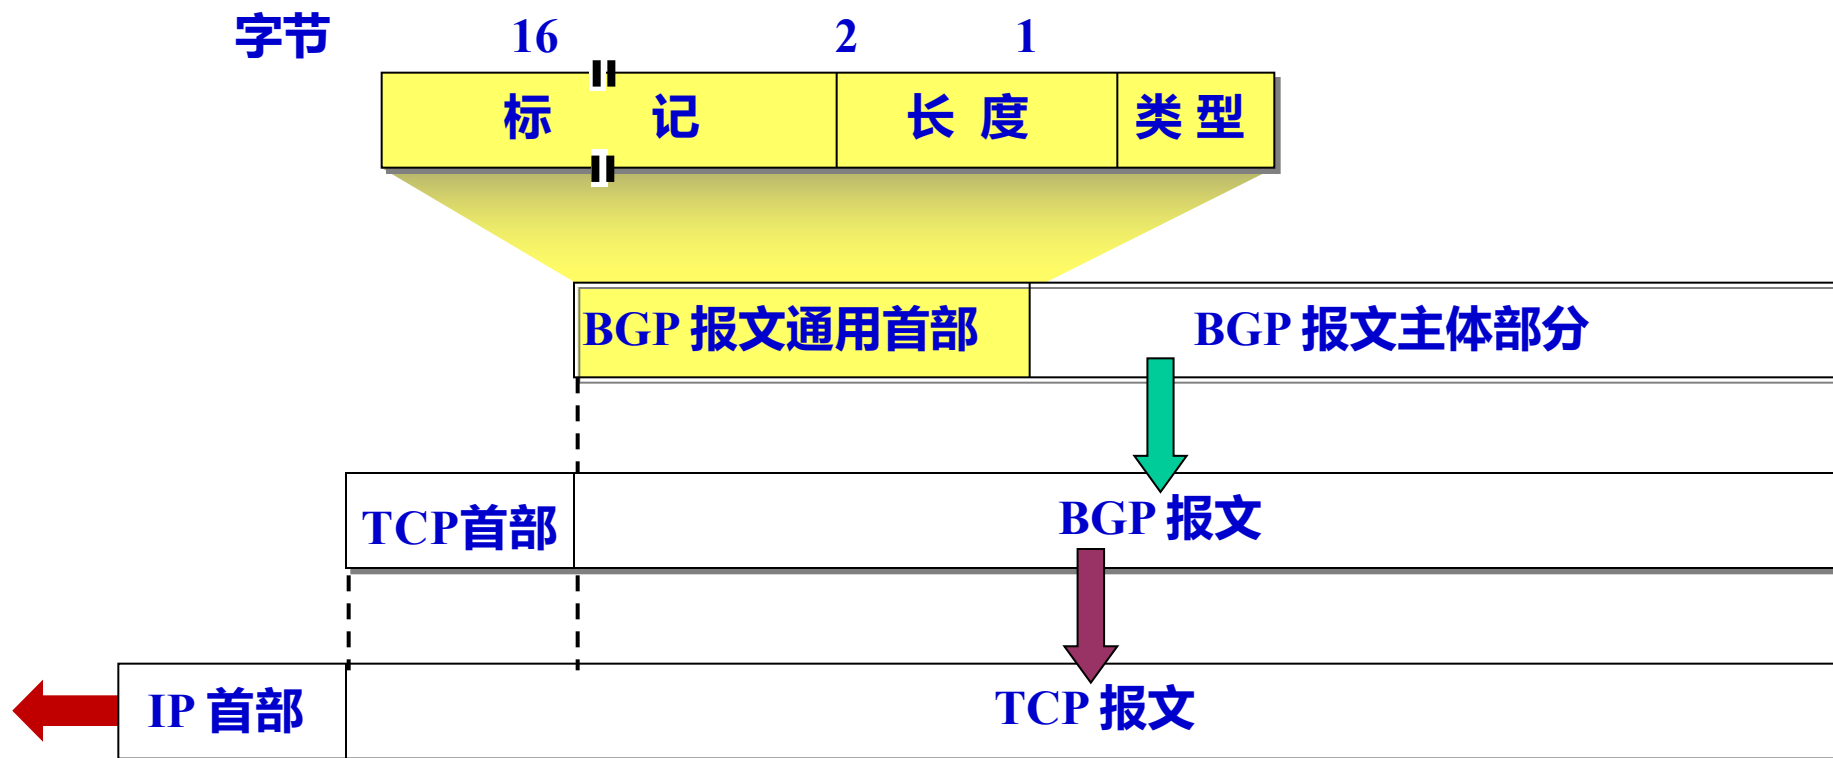 字节 16 2 1
标 记 长 度 类 型
BGP 报文通用首部 BGP 报文主体部分
TCP首部 BGP 报文
IP 首部 TCP 报文